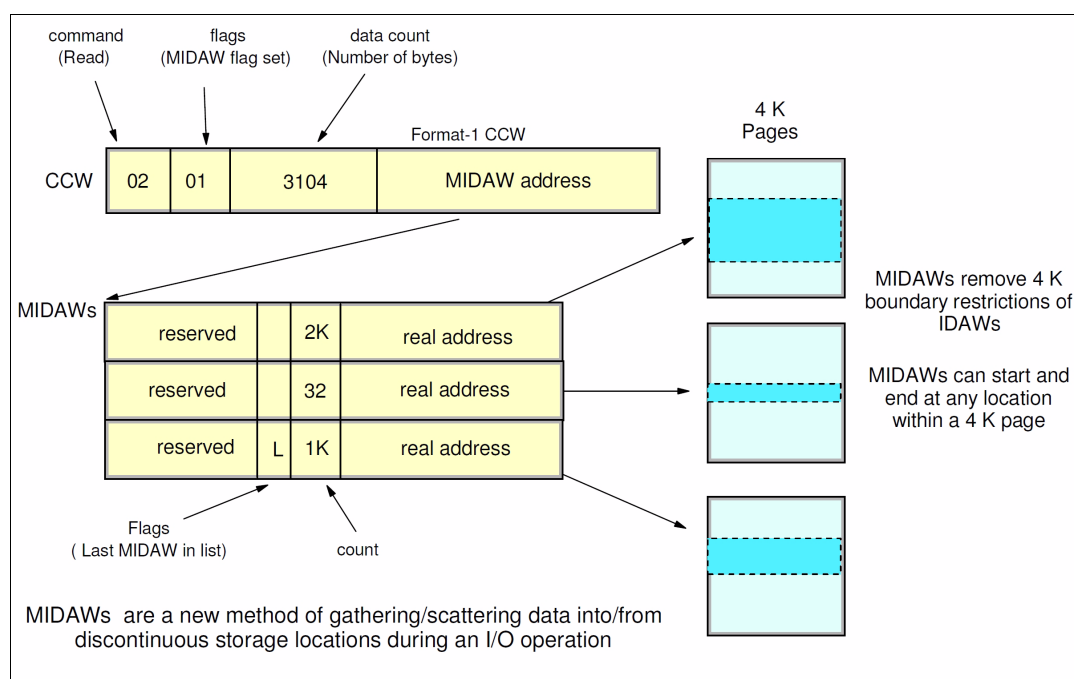 command
(Read)
flags
(MIDAW flag set)
data count
(Number of bytes)
4 K
Pages
Format-1 CCW
CCW
02
01
3104
MIDAW address
MIDAWs
reserved
2K
real address
reserved
32
real address
reserved
L
1K
real address
MIDAWs remove 4 K
boundary restrictions of
IDAWs
MIDAWs can start and
end at any location
within a 4 K page
Flags
( Last MIDAW in list)
count
MIDAWs are a new method of gathering/scattering data into/from
discontinuous storage locations during an I/O operation